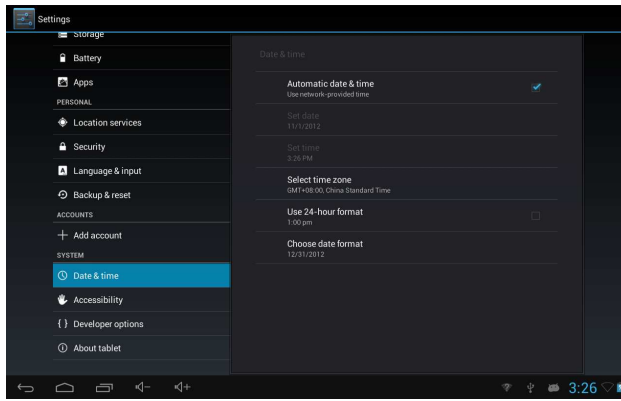 Settings
Storage
Battery
Apps
PERSONAL
Location services
Security
Language & input
Backup & reset
ACCOUNTS
Add account
SYSTEM
Date & time
Accessibility
Developer options
About tablet
Date & time
Automatic date & time
Use network-provided time
Set date
11/1/2012
Set time
3:26 PM
Select time zone
GMT+08:00, China Standard Time
Use 24-hour format
1:00 pm
Choose date format
12/31/2012
3:26